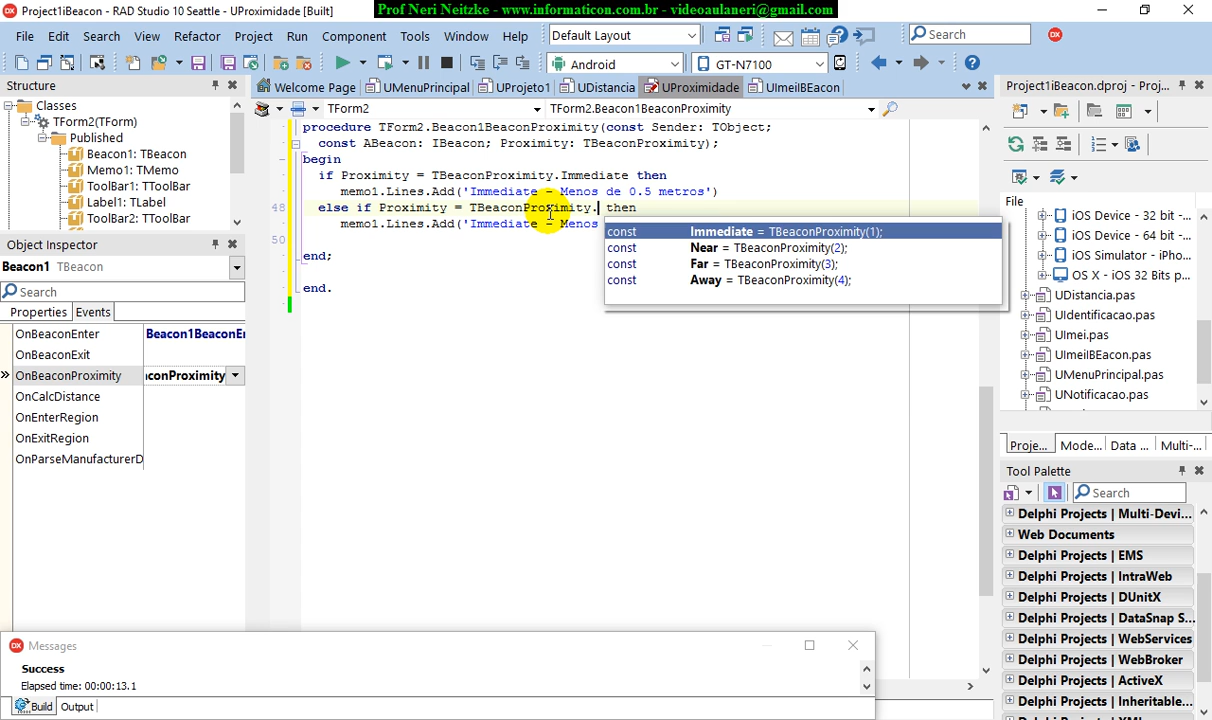 Project1iBeacon - RAD Studio 10 Seattle - UProximidade [Built]
Prof Neri Neitzke - www.informaticon.com.br - videoaulaneri@gmail.com
File Edit Search View Refactor Project Run Component Tools Window Help
Default Layout
Search
Android
GT-N7100
Structure
Classes
TForm2(TForm)
Published
Beacon1: TBeacon
Memo1: TMemo
ToolBar1: TToolBar
Label1: TLabel
ToolBar2: TToolBar
Object Inspector
Beacon1 TBeacon
Search
Properties Events
OnBeaconEnter Beacon1BeaconEn
OnBeaconExit
OnBeaconProximity conProximity
OnCalcDistance
OnEnterRegion
OnExitRegion
OnParseManufacturerD
Welcome Page UMenuPrincipal UProjeto1 UDistancia UProximidade UImeiIBEacon
TForm2 TForm2.Beacon1BeaconProximity
procedure TForm2.Beacon1BeaconProximity(const Sender: TObject;
const ABeacon: IBeacon; Proximity: TBeaconProximity);
begin
if Proximity = TBeaconProximity.Immediate then
memo1.Lines.Add('Immediate - Menos de 0.5 metros')
48 else if Proximity = TBeaconProximity. then
memo1.Lines.Add('Immediate - Menos
50
end;
end.
const Immediate = TBeaconProximity(1);
const Near = TBeaconProximity(2);
const Far = TBeaconProximity(3);
const Away = TBeaconProximity(4);
Project1iBeacon.dproj - Proj...
File
iOS Device - 32 bit -...
iOS Device - 64 bit -...
iOS Simulator - iPho...
OS X - iOS 32 Bits p...
UDistancia.pas
UIdentificacao.pas
UImei.pas
UImeiIBEacon.pas
UMenuPrincipal.pas
UNotificacao.pas
Proje... Mode... Data ... Multi-...
Tool Palette
Search
Delphi Projects | Multi-Devi...
Web Documents
Delphi Projects | EMS
Delphi Projects | IntraWeb
Delphi Projects | DUnitX
Delphi Projects | DataSnap S...
Delphi Projects | WebServices
Delphi Projects | WebBroker
Delphi Projects | ActiveX
Delphi Projects | Inheritable...
Messages
Success
Elapsed time: 00:00:13.1
Build Output